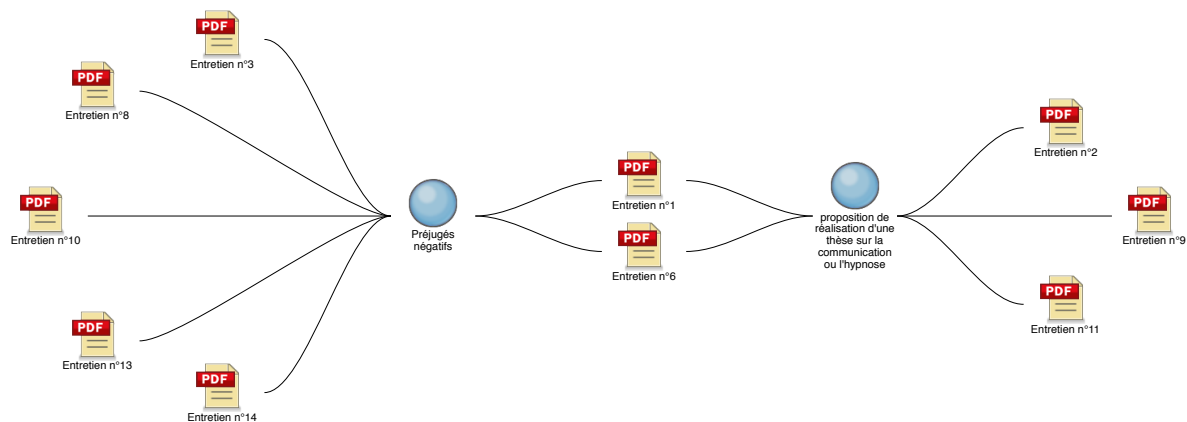 PDF
Entretien n°3
PDF
Entretien n°8
PDF
Entretien n°10
PDF
Entretien n°13
PDF
Entretien n°14
Préjugés
négatifs
PDF
Entretien n°1
PDF
Entretien n°6
proposition de
réalisation d'une
thèse sur la
communication
ou l'hypnose
PDF
Entretien n°2
PDF
Entretien n°9
PDF
Entretien n°11